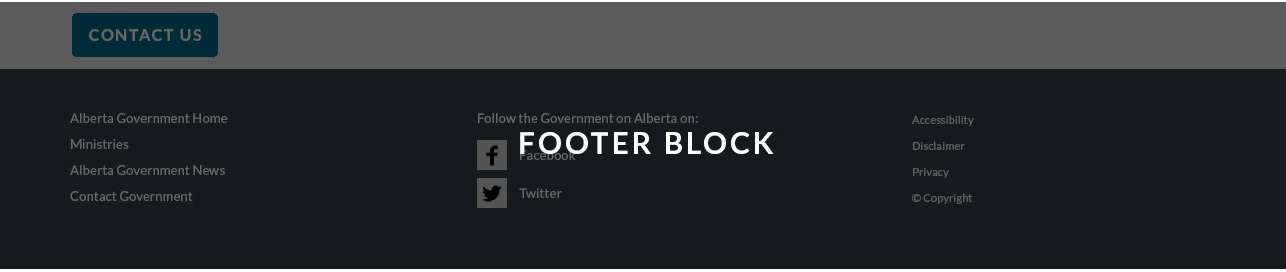 CONTACT US
Alberta Government Home
Ministries
Alberta Government News
Contact Government
Follow the Government on Alberta on:
FOOTER BLOCK
Facebook
Twitter
Accessibility
Disclaimer
Privacy
© Copyright